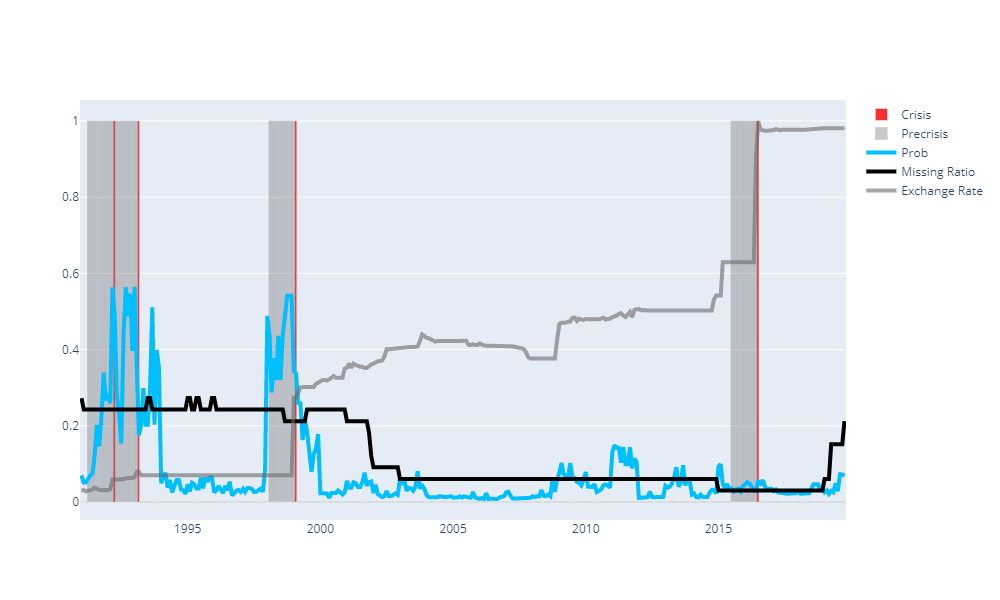 1
0.8
0.6
0.4
0.2
0
1995
2000
2005
2010
2015
Crisis
Precrisis
Prob
Missing Ratio
Exchange Rate